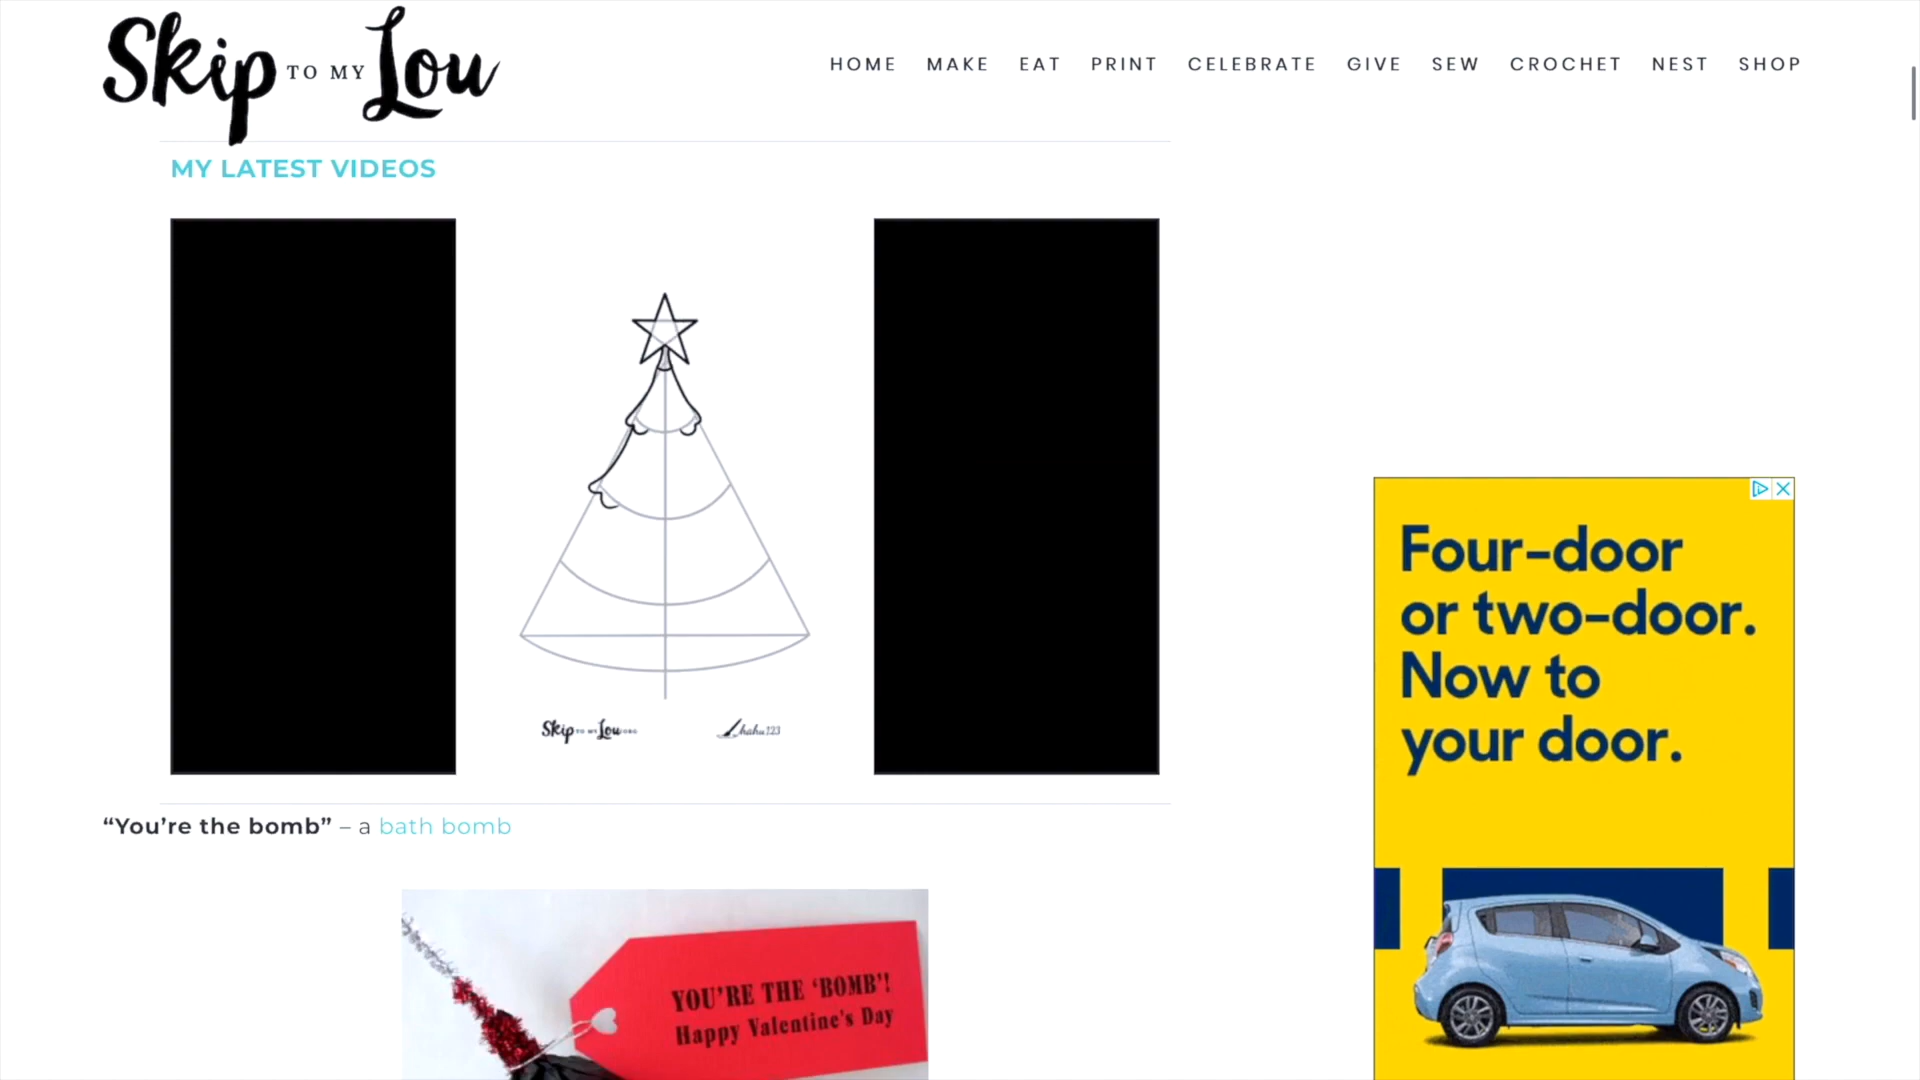 Skip TO MY Lou
HOME MAKE EAT PRINT CELEBRATE GIVE SEW CROCHET NEST SHOP
MY LATEST VIDEOS
Skip TO MY Lou.ORG
hahu123
“You’re the bomb” – a bath bomb
YOU'RE THE ‘BOMB’!
Happy Valentine's Day
Four-door
or two-door.
Now to
your door.